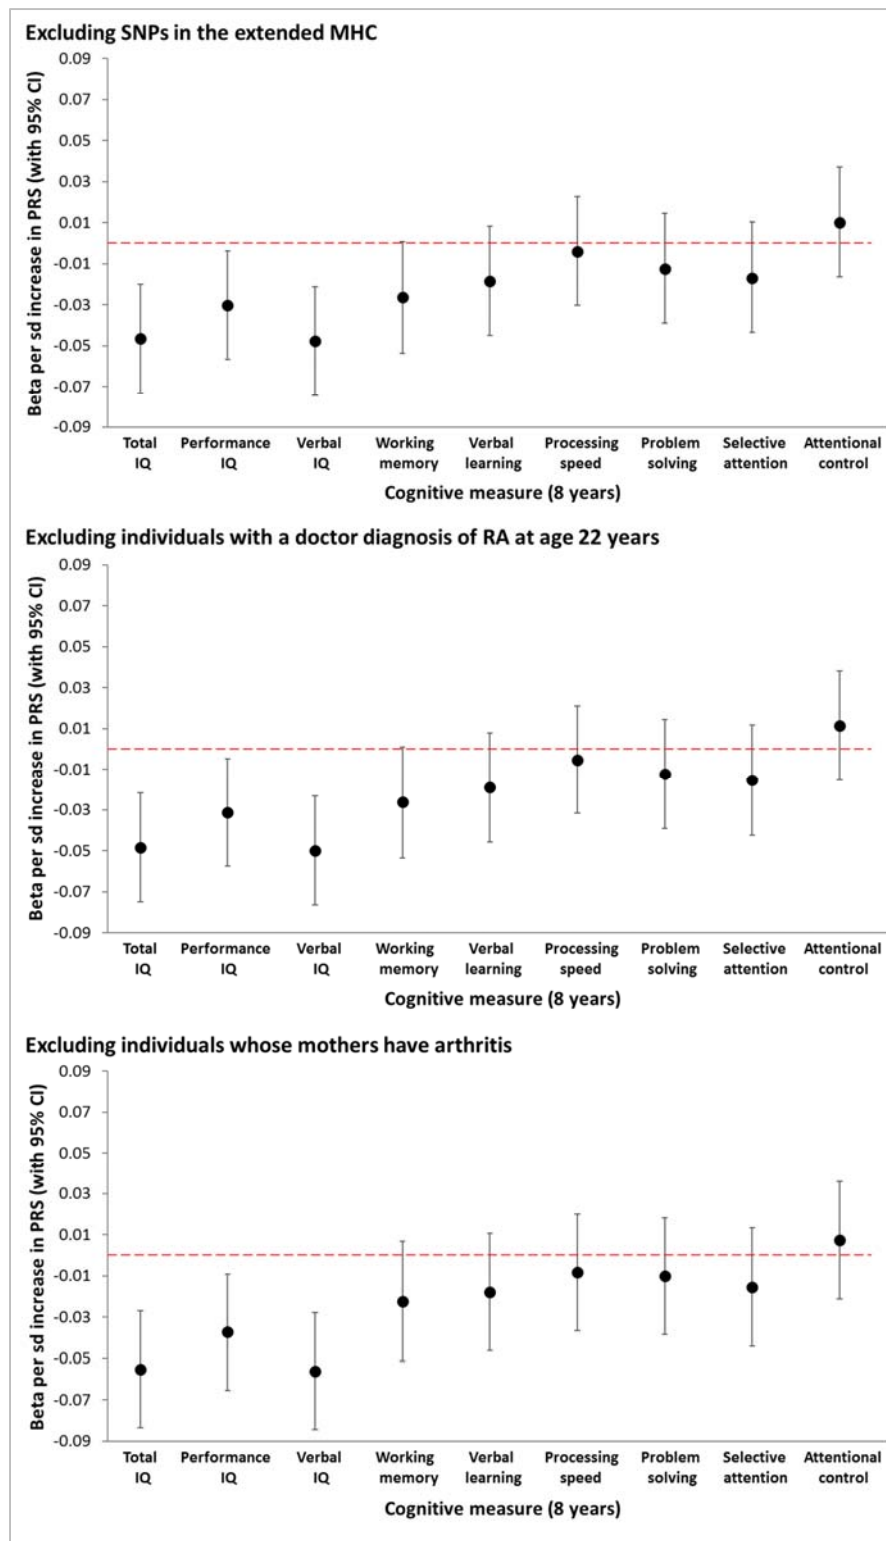 Excluding SNPs in the extended MHC
Beta per sd increase in PRS (with 95% CI)
0.09
0.07
0.05
0.03
0.01
-0.01
-0.03
-0.05
-0.07
-0.09
Total IQ
Performance IQ
Verbal IQ
Working memory
Verbal learning
Processing speed
Problem solving
Selective attention
Attentional control
Cognitive measure (8 years)
Excluding individuals with a doctor diagnosis of RA at age 22 years
Beta per sd increase in PRS (with 95% CI)
0.09
0.07
0.05
0.03
0.01
-0.01
-0.03
-0.05
-0.07
-0.09
Total IQ
Performance IQ
Verbal IQ
Working memory
Verbal learning
Processing speed
Problem solving
Selective attention
Attentional control
Cognitive measure (8 years)
Excluding individuals whose mothers have arthritis
Beta per sd increase in PRS (with 95% CI)
0.09
0.07
0.05
0.03
0.01
-0.01
-0.03
-0.05
-0.07
-0.09
Total IQ
Performance IQ
Verbal IQ
Working memory
Verbal learning
Processing speed
Problem solving
Selective attention
Attentional control
Cognitive measure (8 years)